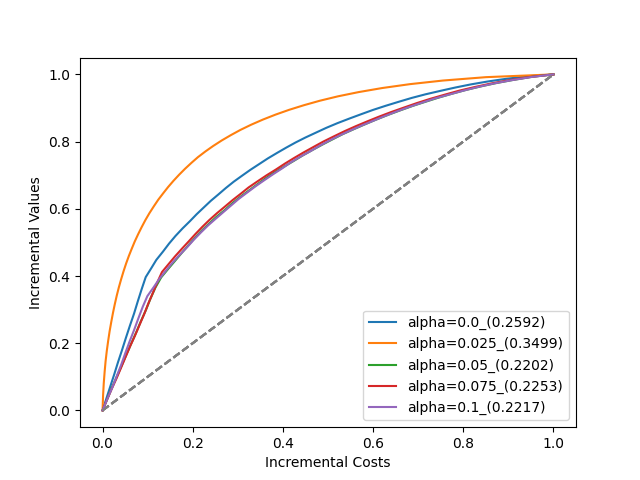 1.0
0.8
0.6
0.4
0.2
0.0
Incremental Values
alpha=0.0_(0.2592)
alpha=0.025_(0.3499)
alpha=0.05_(0.2202)
alpha=0.075_(0.2253)
alpha=0.1_(0.2217)
0.0 0.2 0.4 0.6 0.8 1.0
Incremental Costs